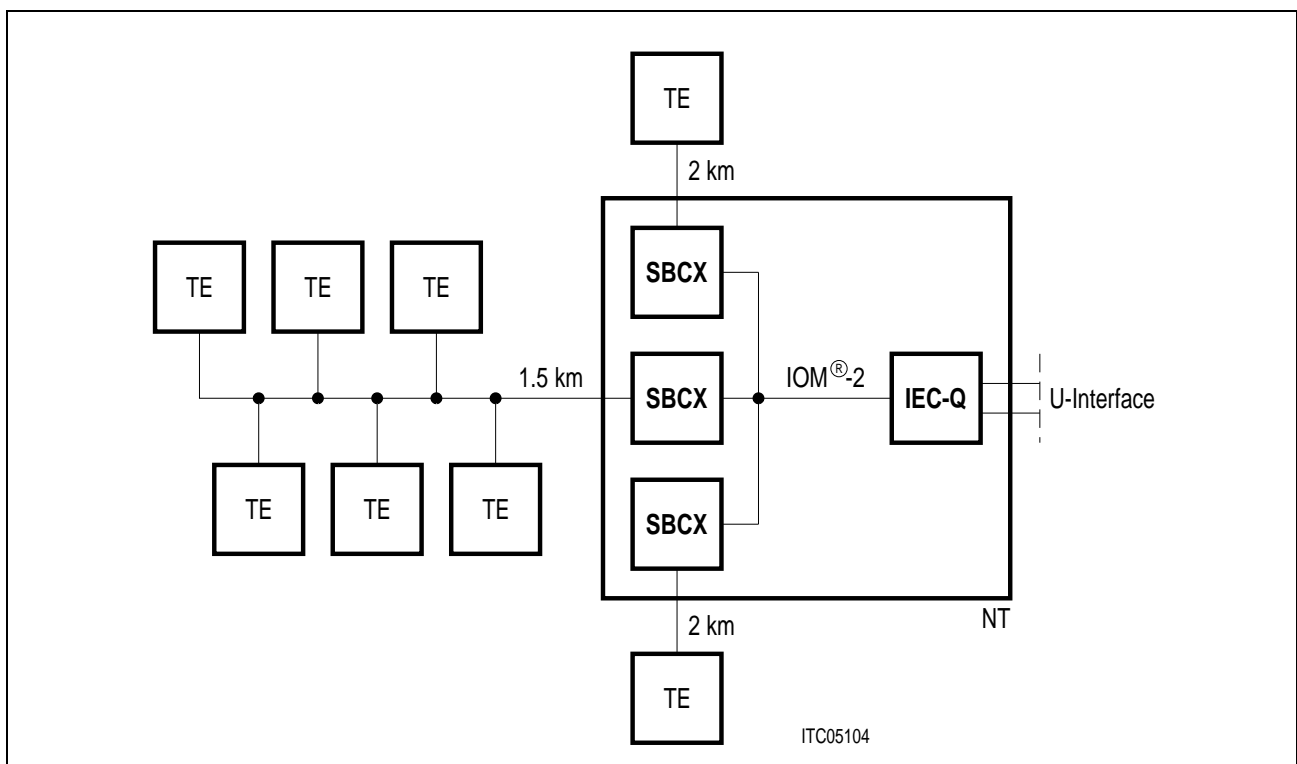 TE
2 km
TE
TE
TE
SBCX
1.5 km
SBCX
IOM®-2
IEC-Q
U-Interface
TE
TE
TE
SBCX
2 km
NT
TE
ITC05104